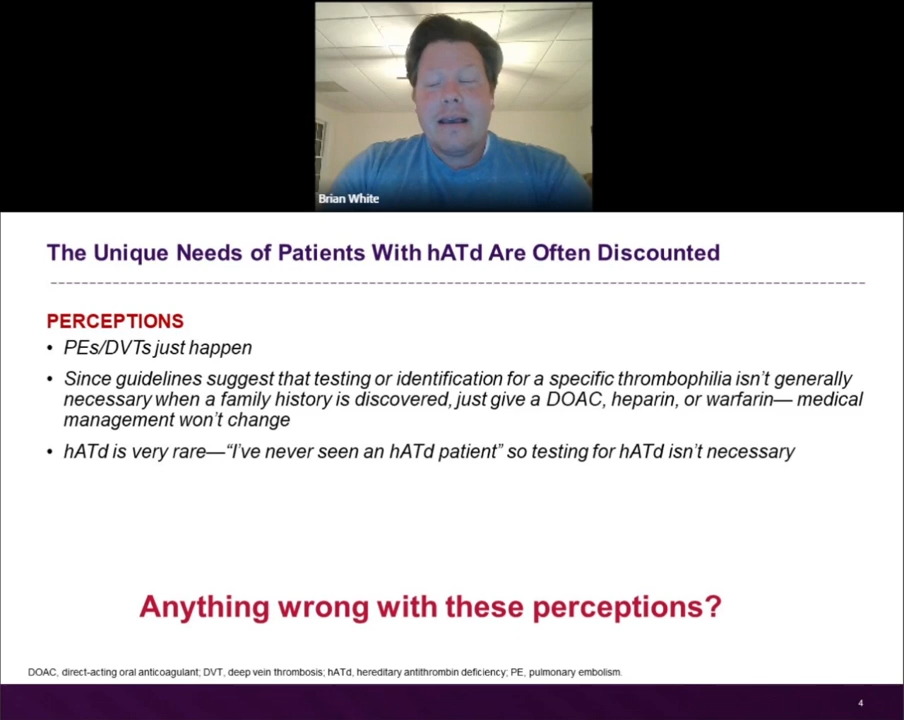 Brian White
The Unique Needs of Patients With hATd Are Often Discounted
PERCEPTIONS
• PEs/DVTs just happen
• Since guidelines suggest that testing or identification for a specific thrombophilia isn’t generally
necessary when a family history is discovered, just give a DOAC, heparin, or warfarin— medical
management won’t change
• hATd is very rare—“I’ve never seen an hATd patient” so testing for hATd isn’t necessary
Anything wrong with these perceptions?
DOAC, direct-acting oral anticoagulant; DVT, deep vein thrombosis; hATd, hereditary antithrombin deficiency; PE, pulmonary embolism.
4